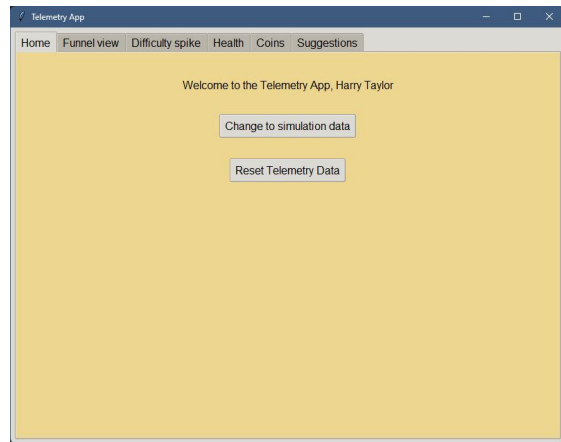 Telemetry App
Home Funnel view Difficulty spike Health Coins Suggestions
Welcome to the Telemetry App, Harry Taylor
Change to simulation data
Reset Telemetry Data